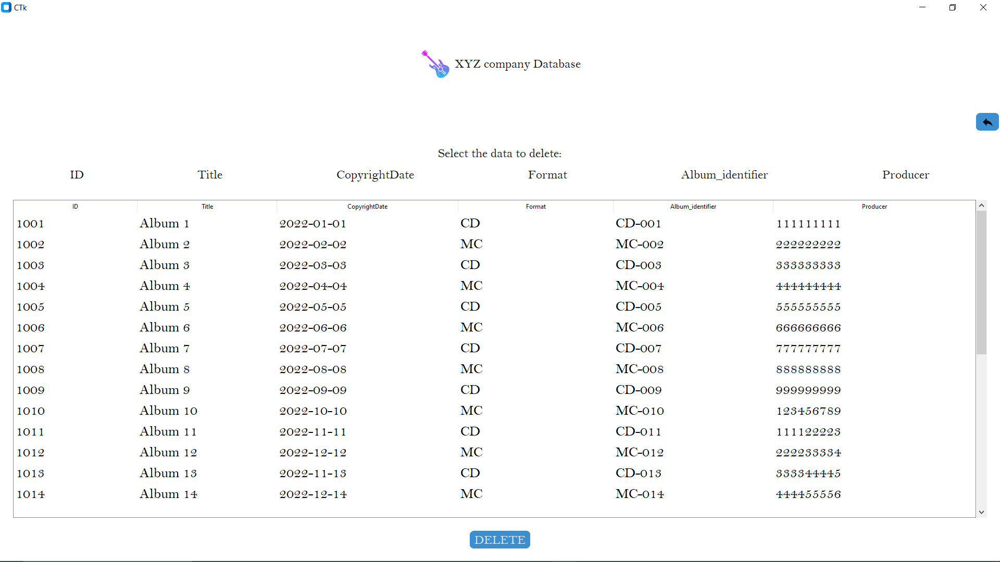 CTk
XYZ company Database
Select the data to delete:
ID Title CopyrightDate Format Album_identifier Producer
ID Title CopyrightDate Format Album_identifier Producer
1001 Album 1 2022-01-01 CD CD-001 111111111
1002 Album 2 2022-02-02 MC MC-002 222222222
1003 Album 3 2022-03-03 CD CD-003 333333333
1004 Album 4 2022-04-04 MC MC-004 444444444
1005 Album 5 2022-05-05 CD CD-005 555555555
1006 Album 6 2022-06-06 MC MC-006 666666666
1007 Album 7 2022-07-07 CD CD-007 777777777
1008 Album 8 2022-08-08 MC MC-008 888888888
1009 Album 9 2022-09-09 CD CD-009 999999999
1010 Album 10 2022-10-10 MC MC-010 123456789
1011 Album 11 2022-11-11 CD CD-011 111122223
1012 Album 12 2022-12-12 MC MC-012 222233334
1013 Album 13 2022-11-13 CD CD-013 333344445
1014 Album 14 2022-12-14 MC MC-014 444455556
DELETE